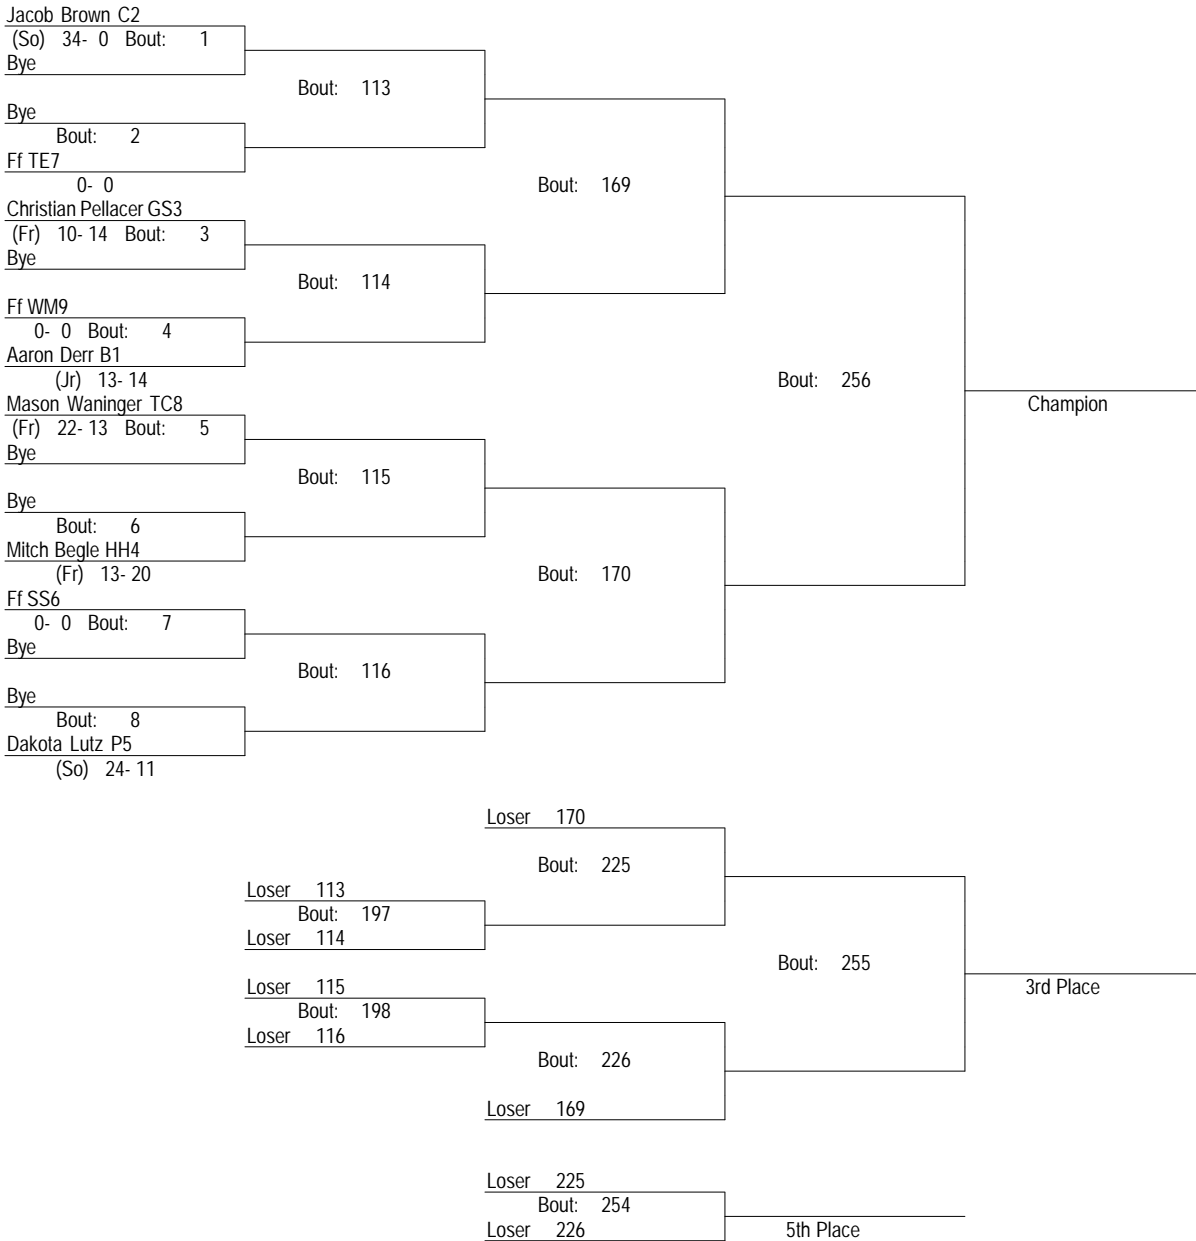 Jacob Brown C2
(So) 34- 0 Bout: 1
Bye
Bout: 113
Bye
Bout: 2
Ff TE7
0- 0
Bout: 169
Christian Pellacer GS3
(Fr) 10- 14 Bout: 3
Bye
Bout: 114
Ff WM9
0- 0 Bout: 4
Aaron Derr B1
(Jr) 13- 14
Bout: 256
Champion
Mason Waninger TC8
(Fr) 22- 13 Bout: 5
Bye
Bout: 115
Bye
Bout: 6
Mitch Begle HH4
(Fr) 13- 20
Bout: 170
Ff SS6
0- 0 Bout: 7
Bye
Bout: 116
Bye
Bout: 8
Dakota Lutz P5
(So) 24- 11
Loser 170
Bout: 225
Loser 113
Bout: 197
Loser 114
Bout: 255
3rd Place
Loser 115
Bout: 198
Loser 116
Bout: 226
Loser 169
Loser 225
Bout: 254
Loser 226
5th Place